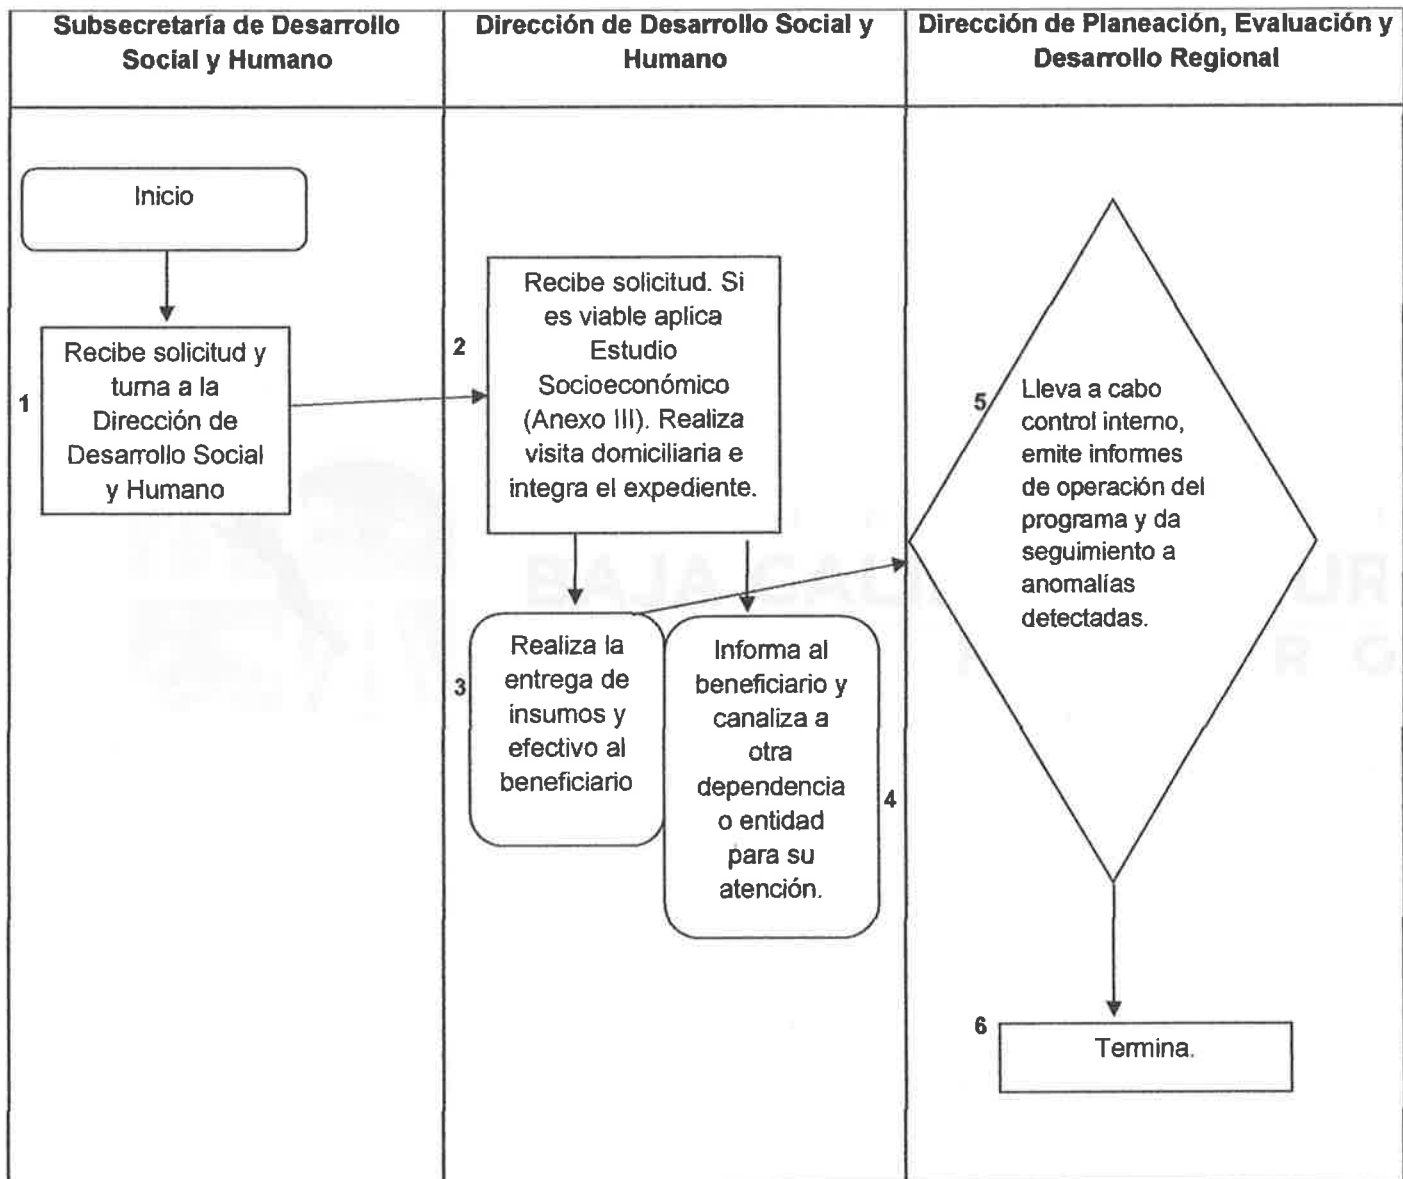 Subsecretaría de Desarrollo
Social y Humano
Dirección de Desarrollo Social y
Humano
Dirección de Planeación, Evaluación y
Desarrollo Regional
Inicio
1
Recibe solicitud y
turna a la
Dirección de
Desarrollo Social
y Humano
2
Recibe solicitud. Si
es viable aplica
Estudio
Socioeconómico
(Anexo III). Realiza
visita domiciliaria e
integra el expediente.
3
Realiza la
entrega de
insumos y
efectivo al
beneficiario
Informa al
beneficiario y
canaliza a
otra
dependencia
o entidad
para su
atención.
4
5
Lleva a cabo
control interno,
emite informes
de operación del
programa y da
seguimiento a
anomalías
detectadas.
6
Termina.
BAJA CALI
UR